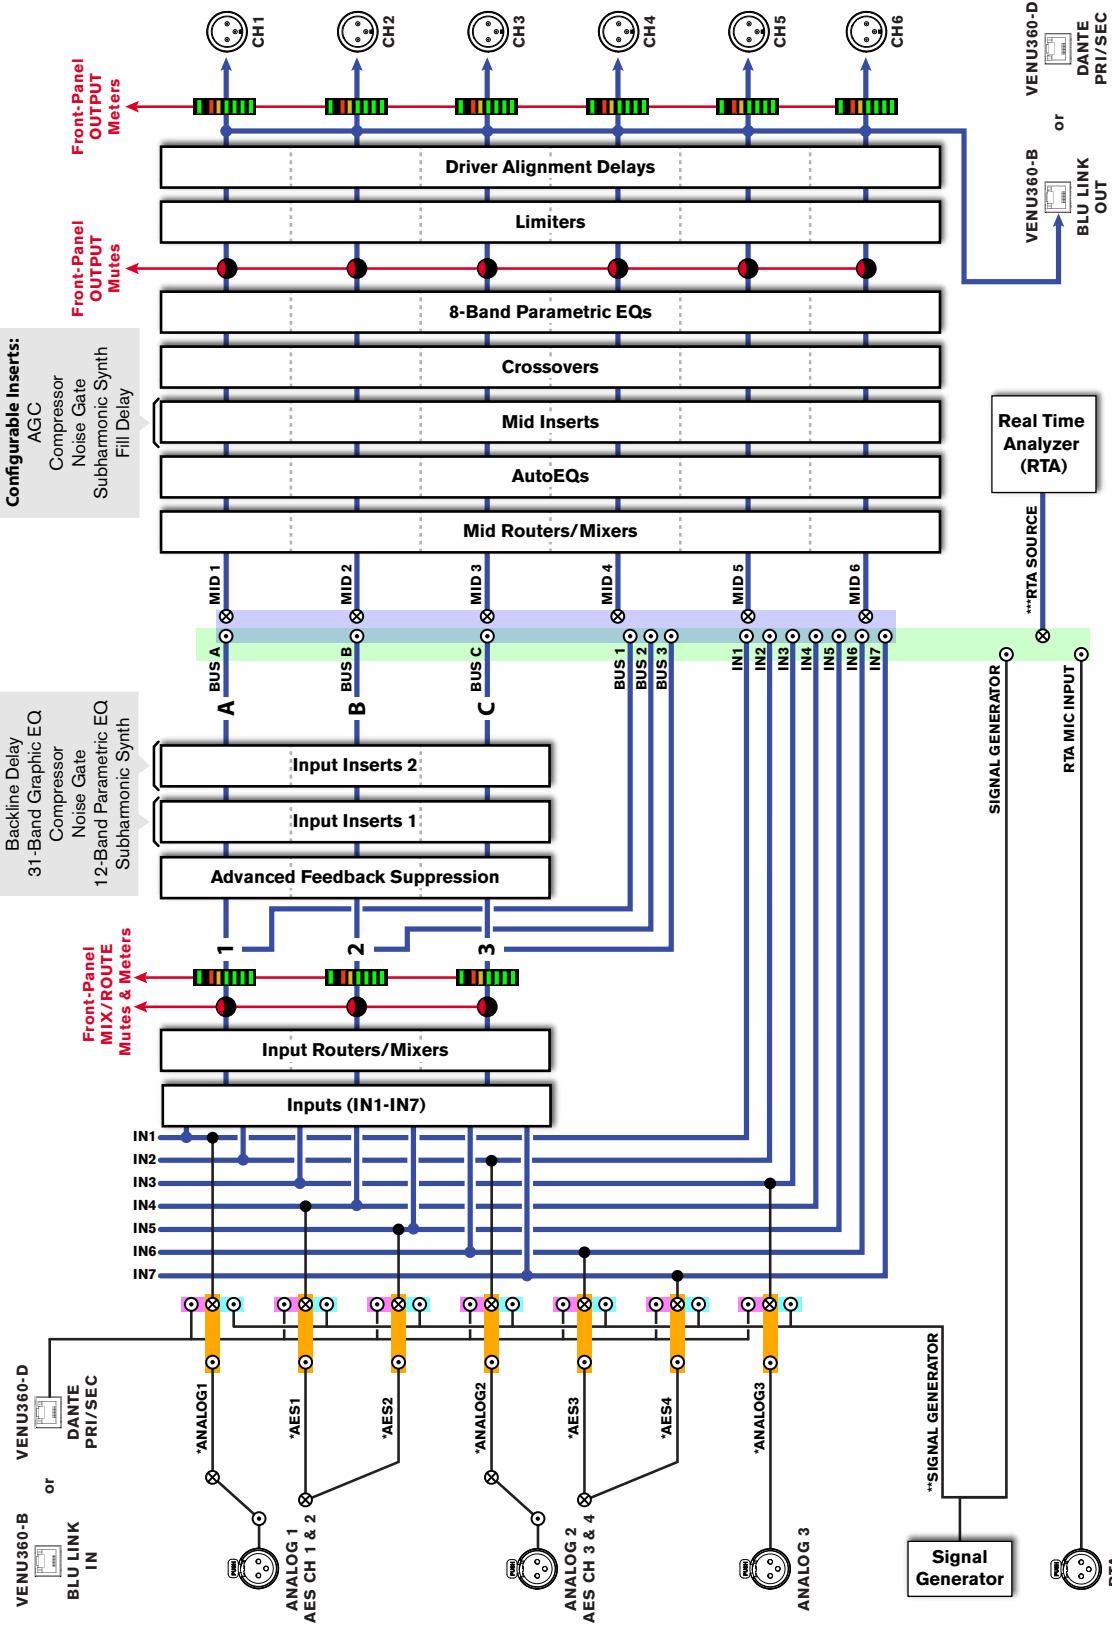 CH1
CH2
CH3
CH4
CH5
CH6
VENU360-D
DANTE
PRI/SEC
or
VENU360-B
BLU LINK
OUT
Front-Panel
OUTPUT
Meters
Driver Alignment Delays
Limiters
Front-Panel
OUTPUT
Mutes
8-Band Parametric EQs
Crossovers
Configurable Inserts:
AGC
Compressor
Noise Gate
Subharmonic Synth
Fill Delay
Mid Inserts
AutoEQs
Mid Routers/Mixers
Real Time
Analyzer
(RTA)
***RTA SOURCE
MID 1
MID 2
MID 3
MID 4
MID 5
MID 6
BUS A
BUS B
BUS C
BUS 1
BUS 2
BUS 3
IN1
IN2
IN3
IN4
IN5
IN6
IN7
SIGNAL GENERATOR
RTA MIC INPUT
A
B
C
Backline Delay
31-Band Graphic EQ
Compressor
Noise Gate
12-Band Parametric EQ
Subharmonic Synth
Input Inserts 2
Input Inserts 1
Advanced Feedback Suppression
1
2
3
Front-Panel
MIX/ROUTE
Mutes & Meters
Input Routers/Mixers
Inputs (IN1-IN7)
IN1
IN2
IN3
IN4
IN5
IN6
IN7
VENU360-D
DANTE
PRI/SEC
or
VENU360-B
BLU LINK
IN
*ANALOG1
*AES1
*AES2
*ANALOG2
*AES3
*AES4
*ANALOG3
**SIGNAL GENERATOR
PUSH
ANALOG 1
AES CH 1 & 2
PUSH
ANALOG 2
AES CH 3 & 4
PUSH
ANALOG 3
Signal
Generator
PUSH